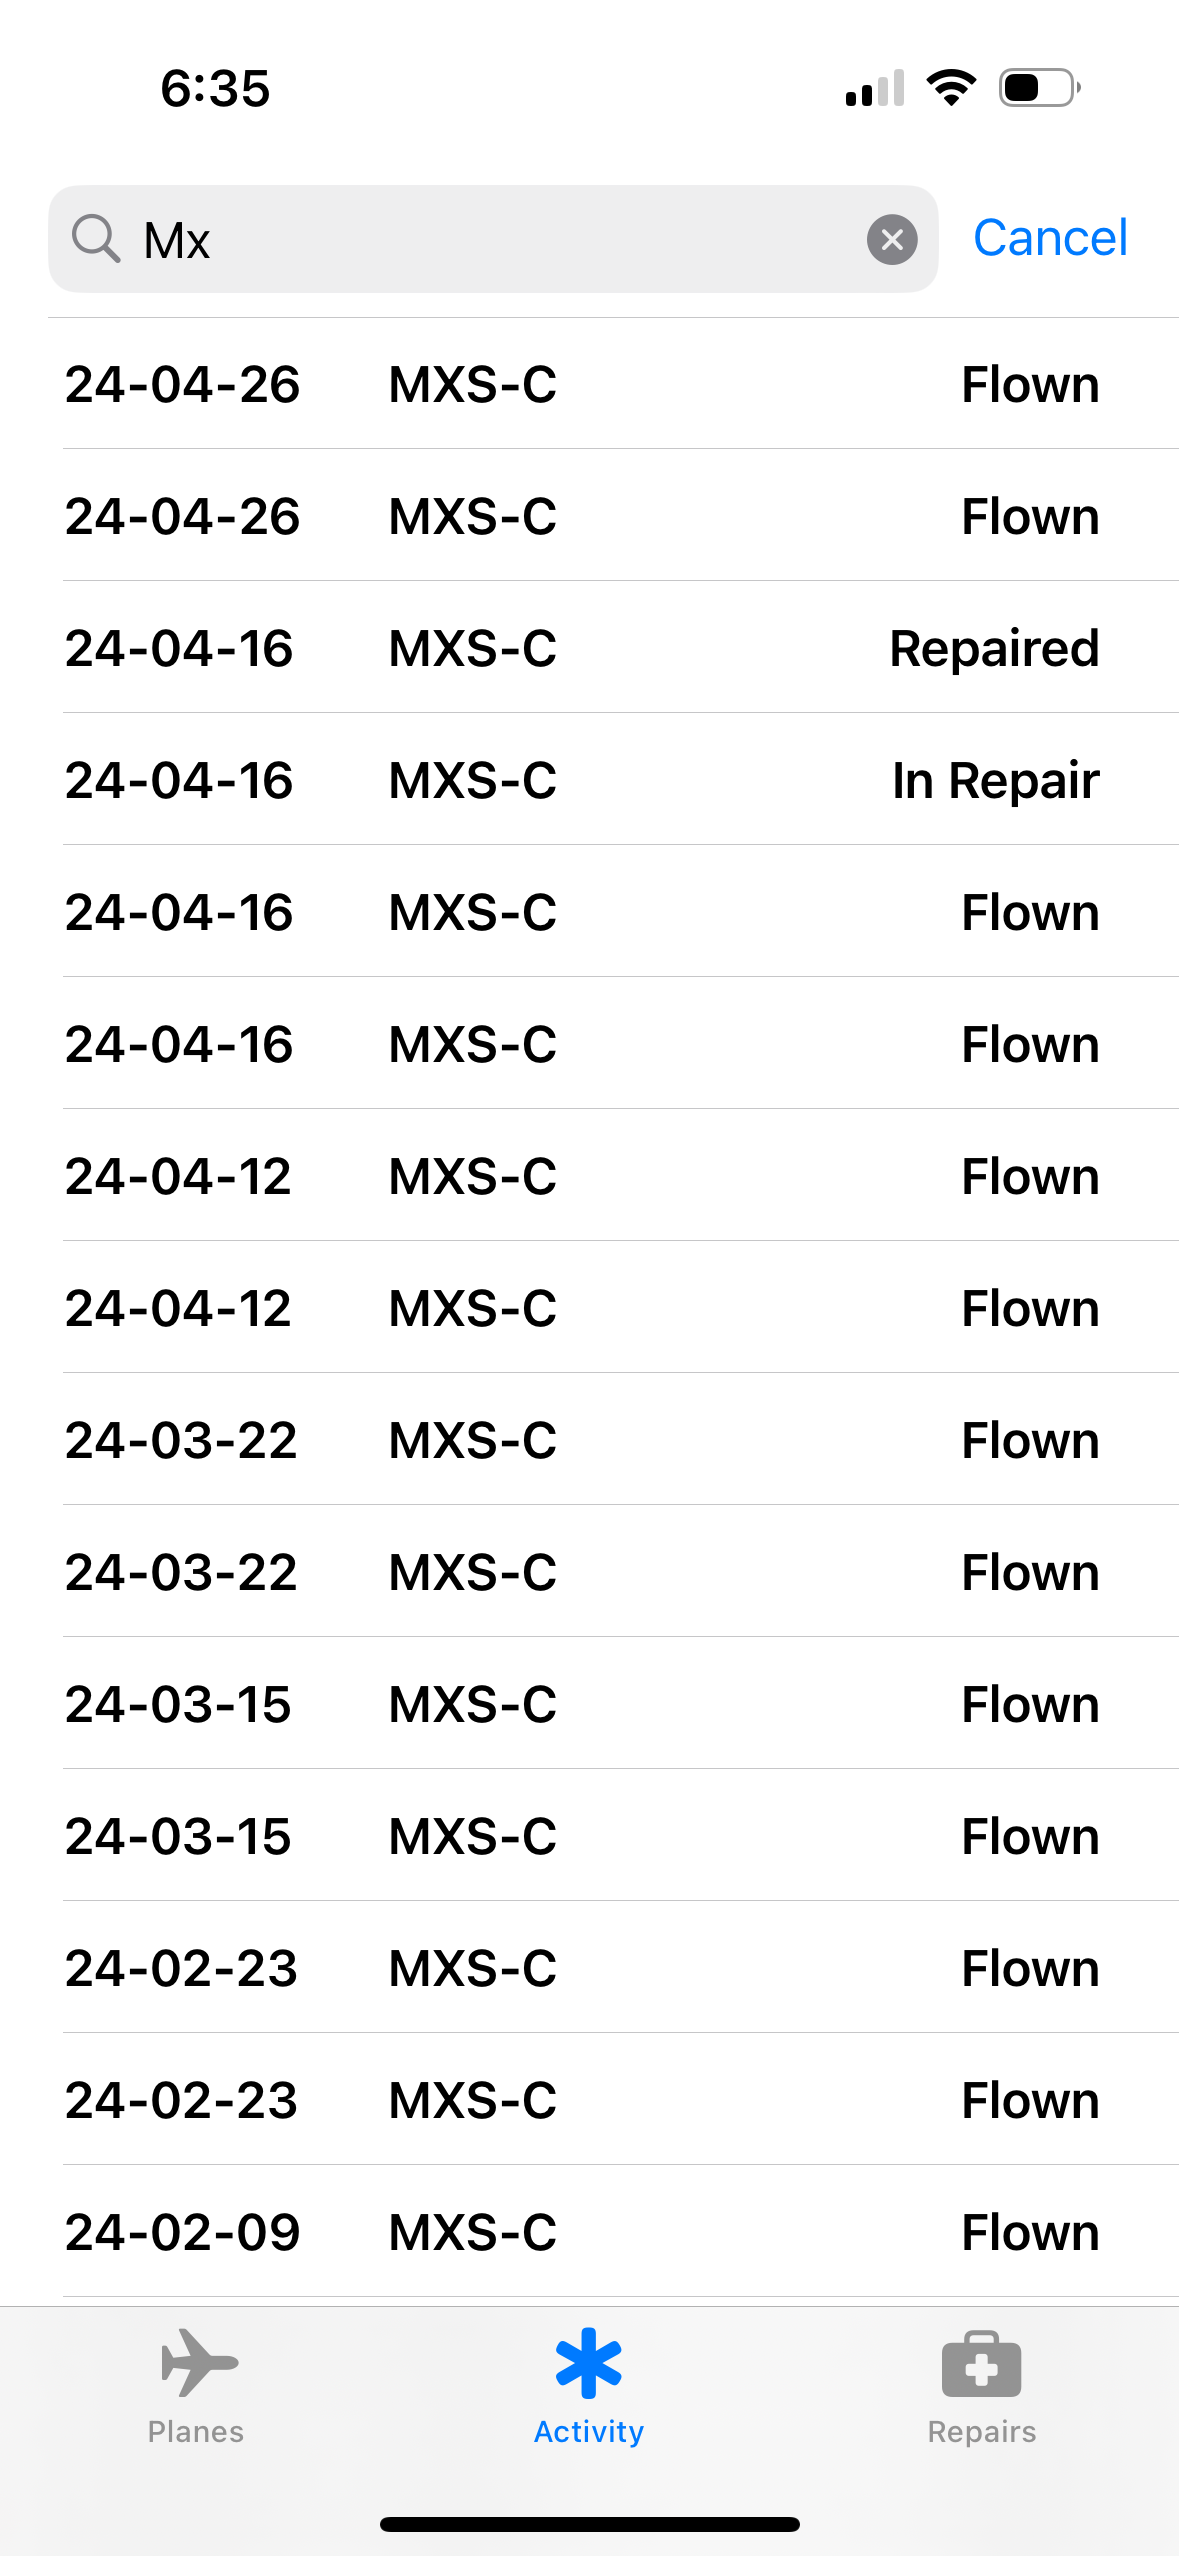 6:35
Mx Cancel
24-04-26 MXS-C Flown
24-04-26 MXS-C Flown
24-04-16 MXS-C Repaired
24-04-16 MXS-C In Repair
24-04-16 MXS-C Flown
24-04-16 MXS-C Flown
24-04-12 MXS-C Flown
24-04-12 MXS-C Flown
24-03-22 MXS-C Flown
24-03-22 MXS-C Flown
24-03-15 MXS-C Flown
24-03-15 MXS-C Flown
24-02-23 MXS-C Flown
24-02-23 MXS-C Flown
24-02-09 MXS-C Flown
Planes Activity Repairs